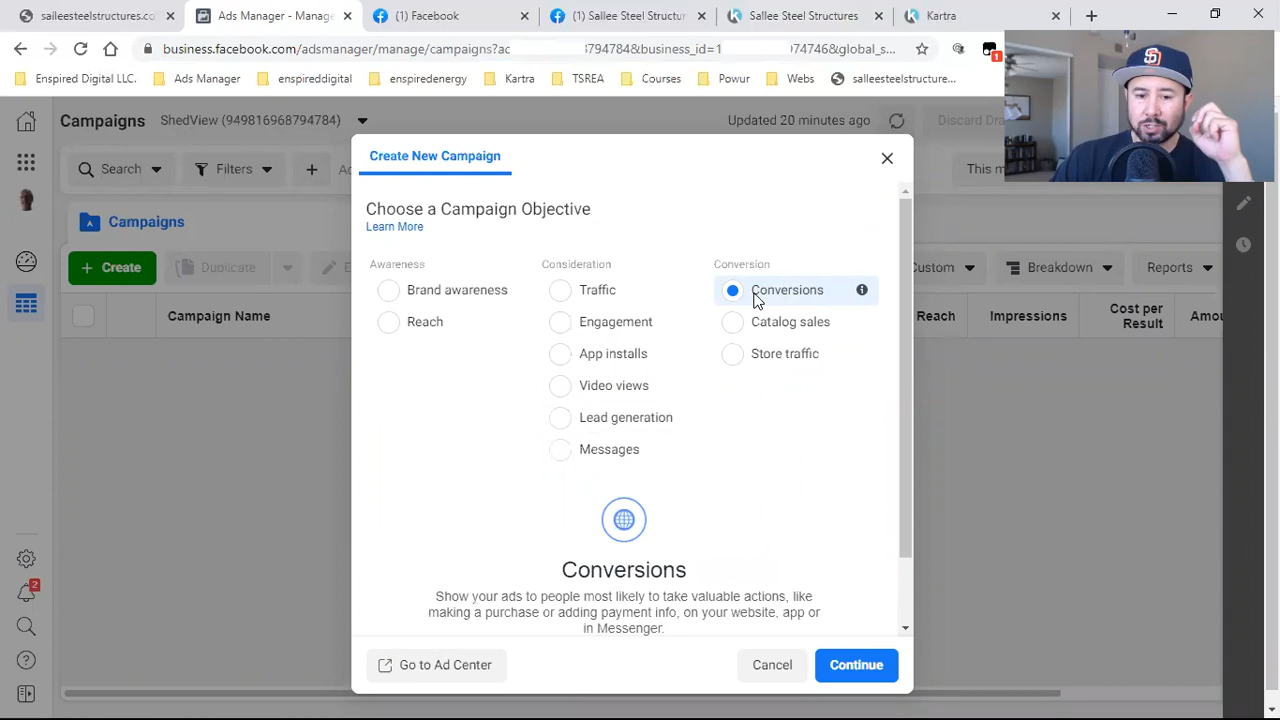 salleesteelstructures.co
Ads Manager - Manage
(1) Facebook
(1) Sallee Steel Structur
Sallee Steel Structures
Kartra
business.facebook.com/adsmanager/manage/campaigns?ac 8794784&business_id=1 074746&global_s...
1
Enspired Digital LLC.
Ads Manager
enspireddigital
enspiredenergy
Kartra
TSREA
Courses
Powur
Webs
salleesteelstructure...
Campaigns
ShedView (949816968794784)
Updated 20 minutes ago
Discard Dra
Search
Filters
This m
Campaigns
+ Create
Duplicate
E
Custom
Breakdown
Reports
Campaign Name
Reach
Impressions
Cost per
Result
Amou
Create New Campaign
Choose a Campaign Objective
Learn More
Awareness
Consideration
Conversion
Brand awareness
Traffic
Conversions
Reach
Engagement
Catalog sales
App installs
Store traffic
Video views
Lead generation
Messages
Conversions
Show your ads to people most likely to take valuable actions, like
making a purchase or adding payment info, on your website, app or
in Messenger.
2
Go to Ad Center
Cancel
Continue